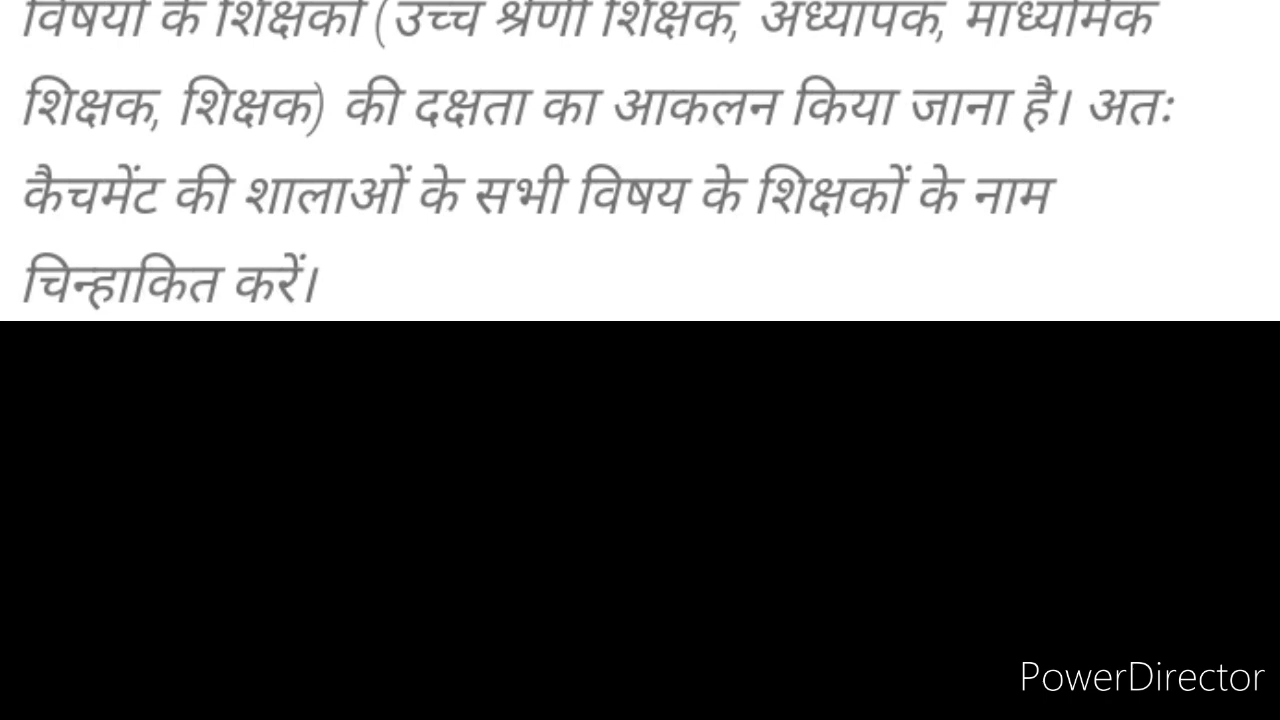 विषयों के शिक्षकों (उच्च श्रेणी शिक्षक, अध्यापक, माध्यमिक
शिक्षक, शिक्षक) की दक्षता का आकलन किया जाना है। अतः
कैचमेंट की शालाओं के सभी विषय के शिक्षकों के नाम
चिन्हाकित करें।
PowerDirector